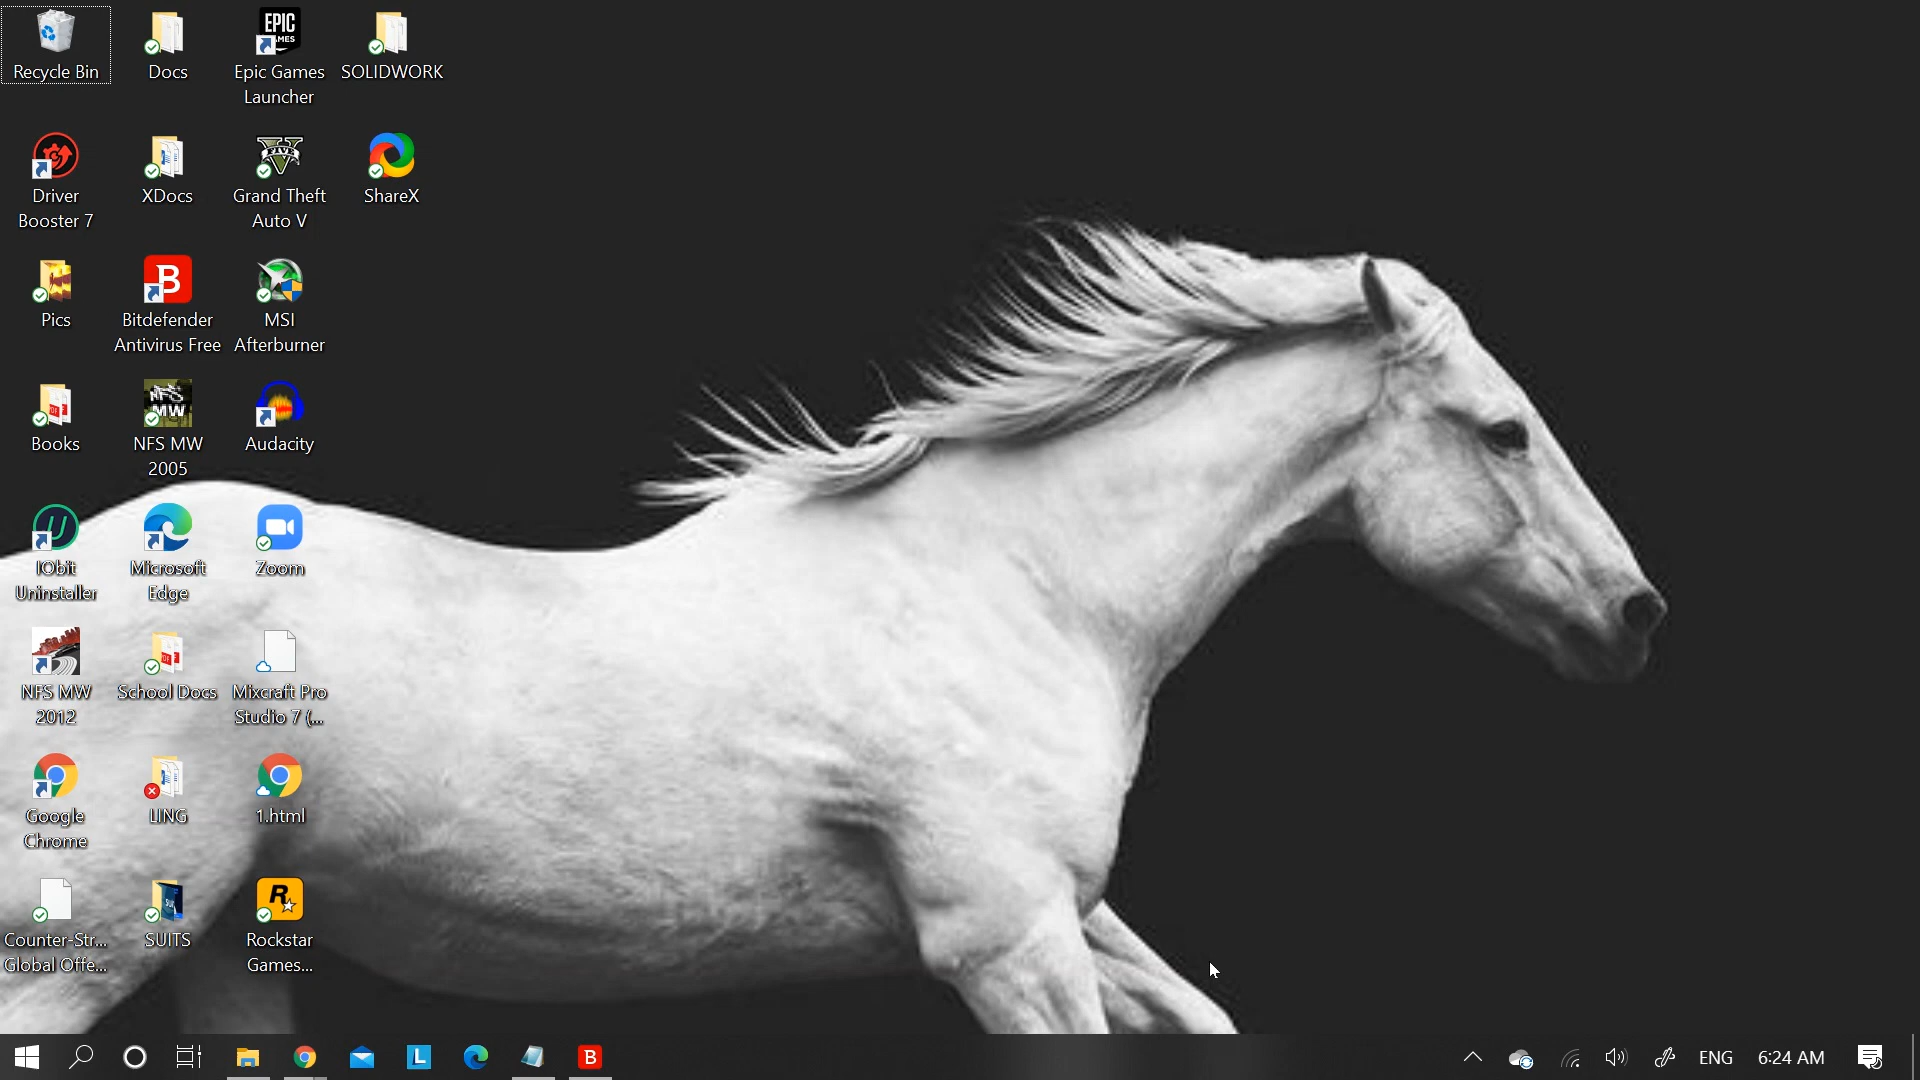 Recycle Bin
Docs
EPIC
GAMES
Epic Games
Launcher
SOLIDWORK
Driver
Booster 7
XDocs
FIVE
Grand Theft
Auto V
ShareX
Pics
B
Bitdefender
Antivirus Free
MSI
Afterburner
Books
NFS
MW
NFS MW
2005
Audacity
IObit
Uninstaller
Microsoft
Edge
Zoom
NFS MW
2012
School Docs
Mixcraft Pro
Studio 7 (...
Google
Chrome
LING
1.html
Counter-Str...
Global Offe...
SUITS
R
Rockstar
Games...
L
B
ENG
6:24 AM